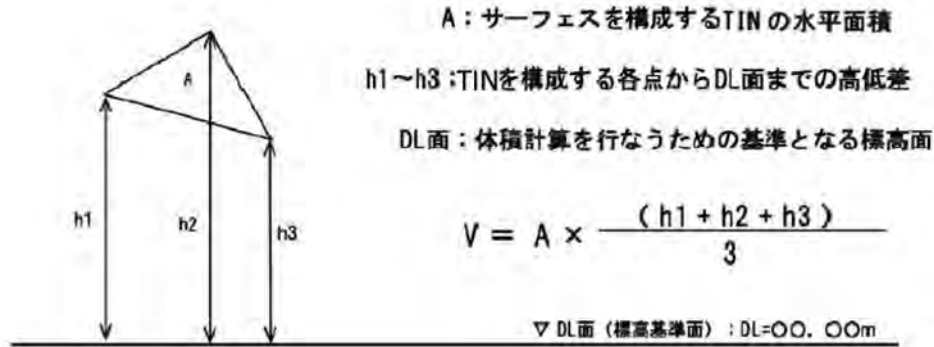 A：サーフェスを構成するTINの水平面積
h1～h3；TINを構成する各点からDL面までの高低差
DL面：体積計算を行なうための基準となる標高面
A
h1
h2
h3
V = A × (h1+h2+h3)
3
▽ DL面（標高基準面）：DL=〇〇. 〇〇m